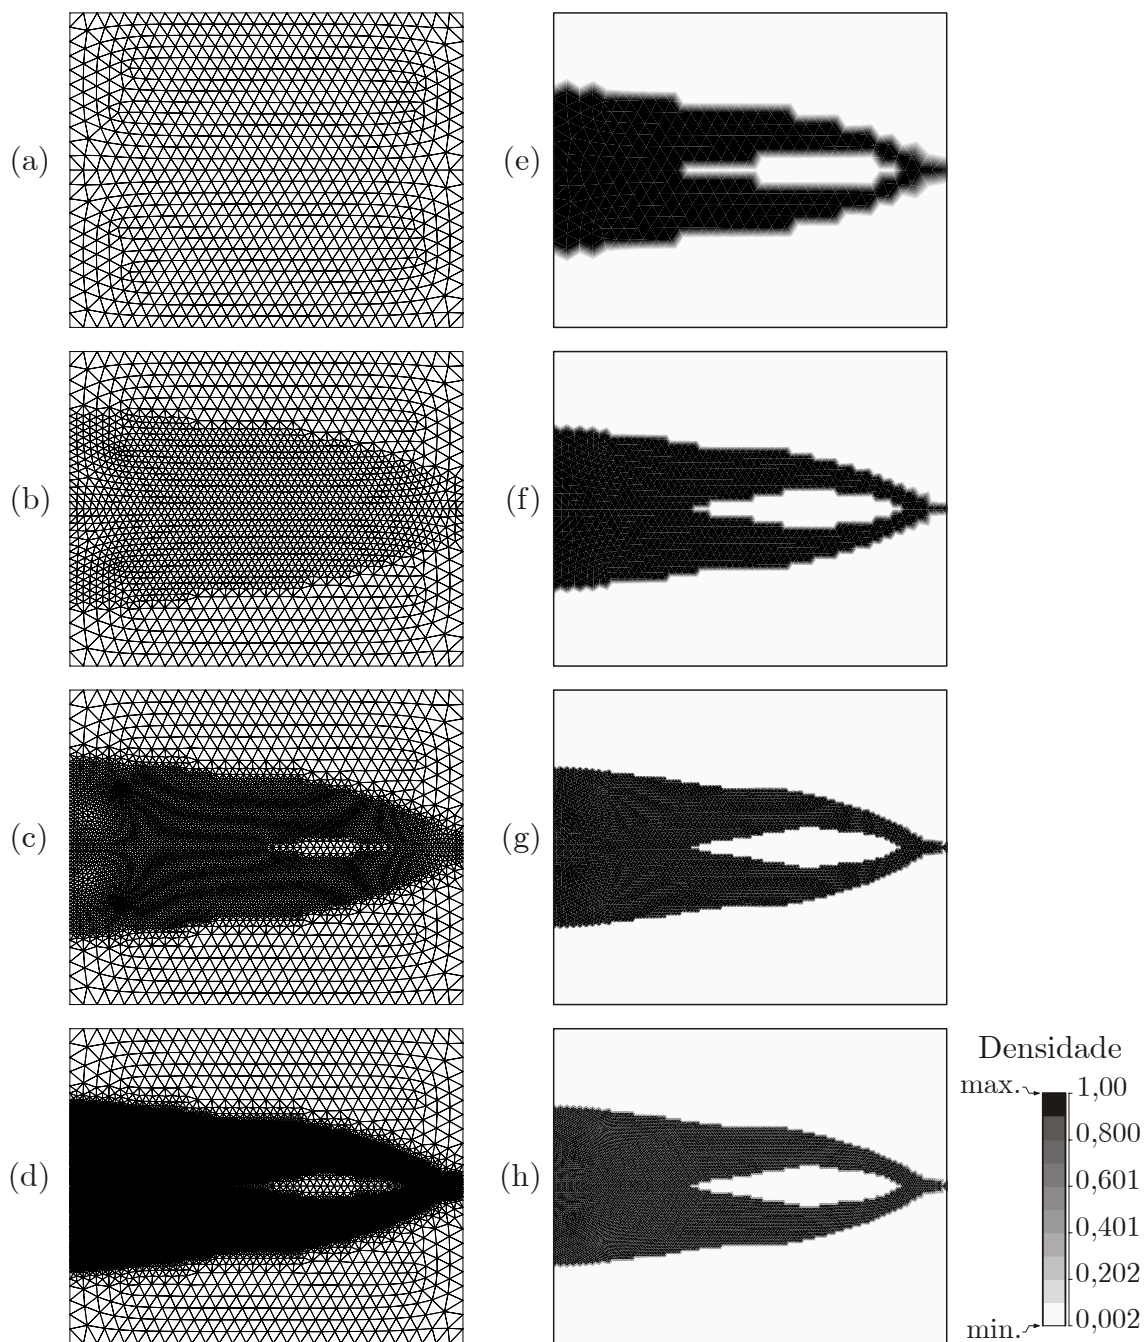 (a)
(e)
(b)
(f)
(c)
(g)
(d)
(h)
Densidade
max.
1,00
0,800
0,601
0,401
0,202
0,002
min.